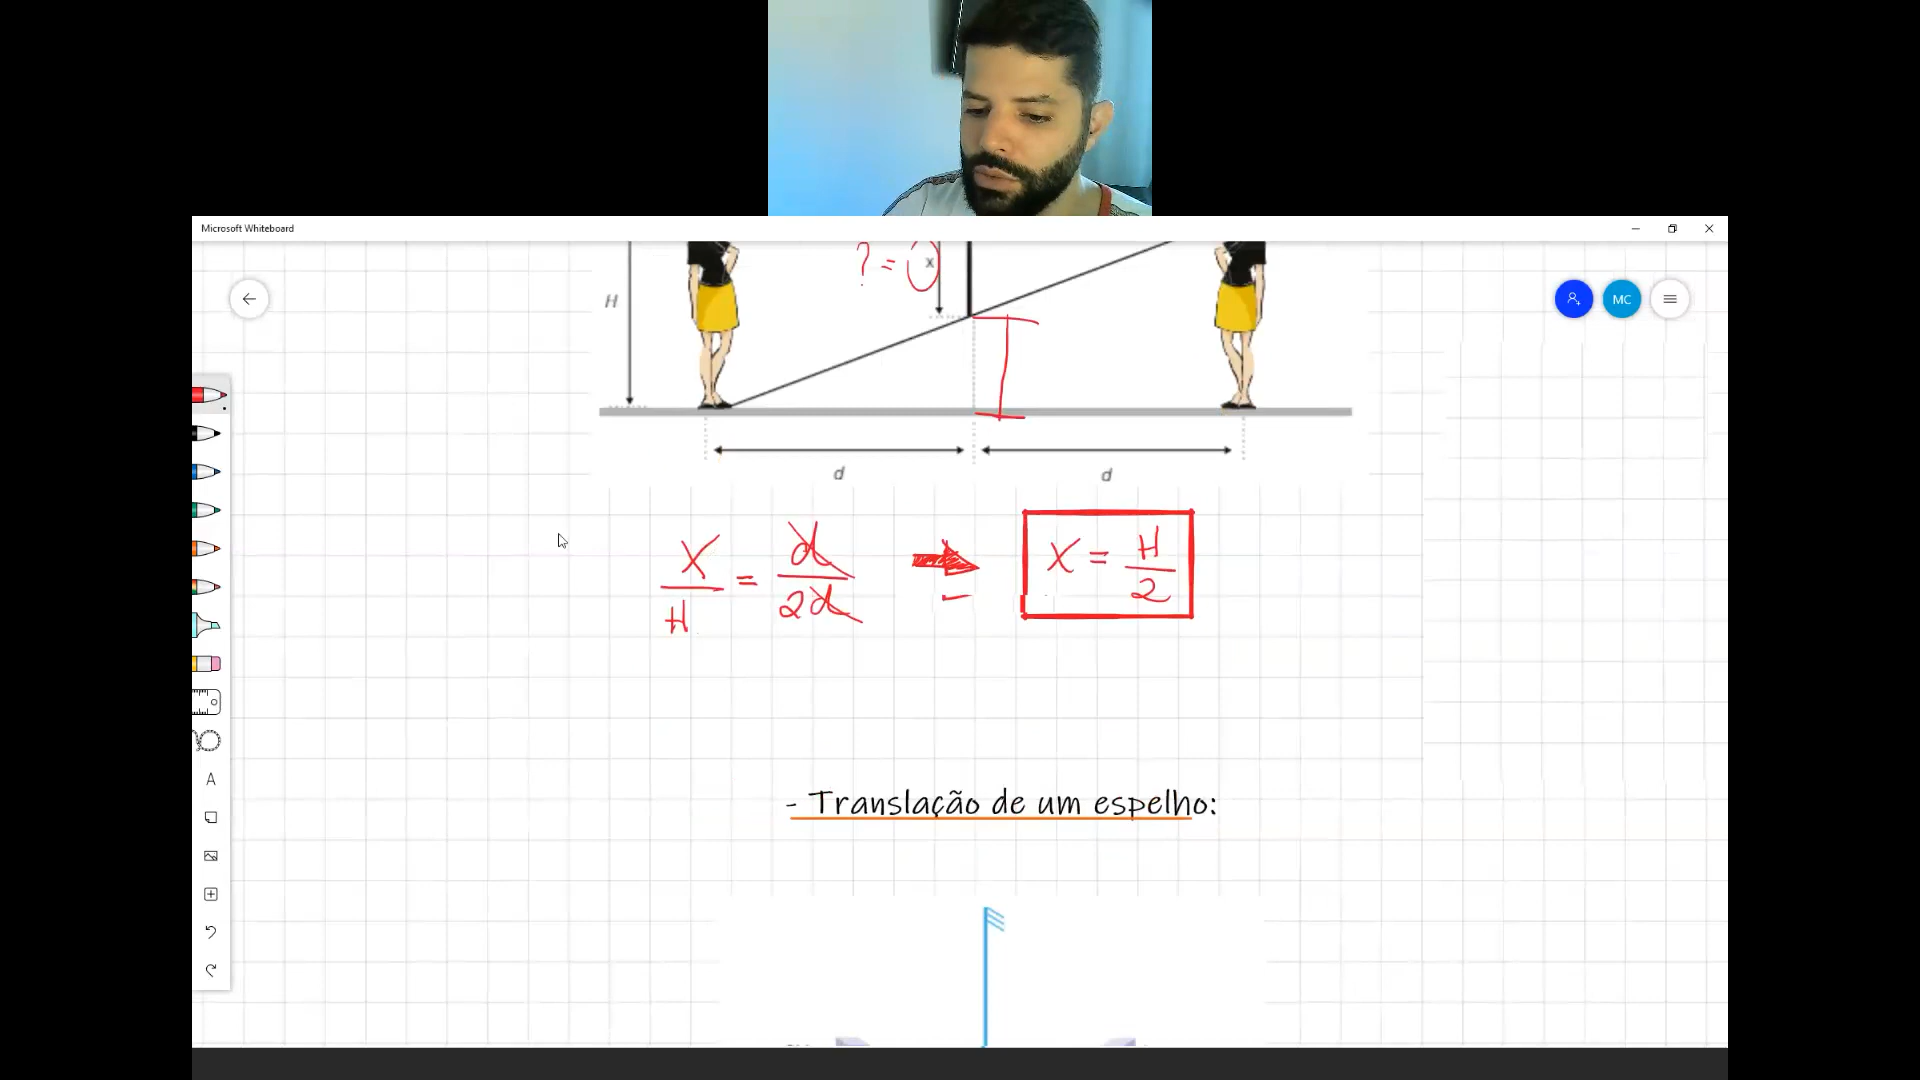 Microsoft Whiteboard
? = x
H
MC
d
d
X/H = d/2d
X = H/2
A
- Translação de um espelho: